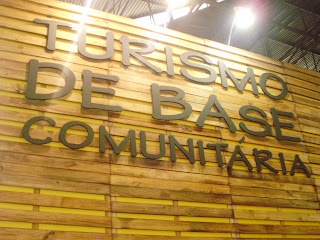 TURISMO
DE BASE
COMUNITÁRIA